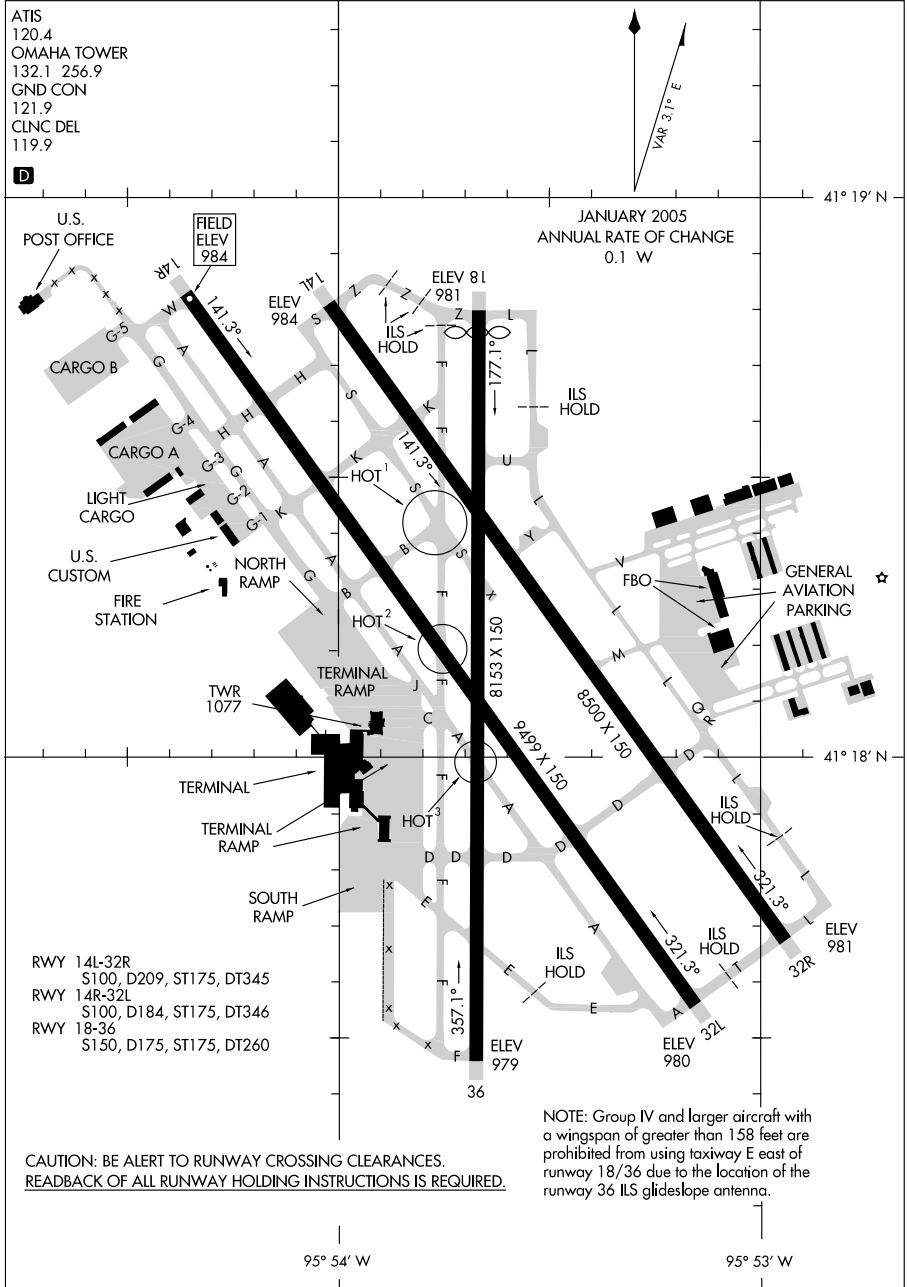 ATIS
120.4
OMAHA TOWER
132.1 256.9
GND CON
121.9
CLNC DEL
119.9
D
VAR 3.1° E
41° 19' N
JANUARY 2005
ANNUAL RATE OF CHANGE
0.1 W
U.S.
POST OFFICE
FIELD
ELEV
984
14R
141.3°
ELEV
984
14L
ELEV
981
18
S
Z
Z
Z
L
ILS
HOLD
177.1°
L
ILS
HOLD
W
A
G-5
G
CARGO B
H
H
H
S
K
F
F
G-4
CARGO A
G-3
G
G
A
K
141.3°
U
HOT 1
S
LIGHT
CARGO
G-2
G-1
K
L
Y
U.S.
CUSTOM
NORTH
RAMP
A
G
B
B
S
F
X
V
FBO
GENERAL
AVIATION
PARKING
FIRE
STATION
HOT 2
L
M
L
T
A
TERMINAL
RAMP
J
F
8153 X 150
8500 X 150
TWR
1077
C
A
9499 X 150
Q
R
41° 18' N
TERMINAL
F
D
L
HOT 3
A
D
D
ILS
HOLD
TERMINAL
RAMP
D
D
D
F
E
L
321.3°
SOUTH
RAMP
A
L
ELEV
981
32R
ILS
HOLD
321.3°
T
E
ILS
HOLD
RWY 14L-32R
S100, D209, ST175, DT345
RWY 14R-32L
S100, D184, ST175, DT346
RWY 18-36
S150, D175, ST175, DT260
F
357.1°
E
A
32L
ELEV
980
F
ELEV
979
36
NOTE: Group IV and larger aircraft with
a wingspan of greater than 158 feet are
prohibited from using taxiway E east of
runway 18/36 due to the location of the
runway 36 ILS glideslope antenna.
CAUTION: BE ALERT TO RUNWAY CROSSING CLEARANCES.
READBACK OF ALL RUNWAY HOLDING INSTRUCTIONS IS REQUIRED.
95° 54' W
95° 53' W